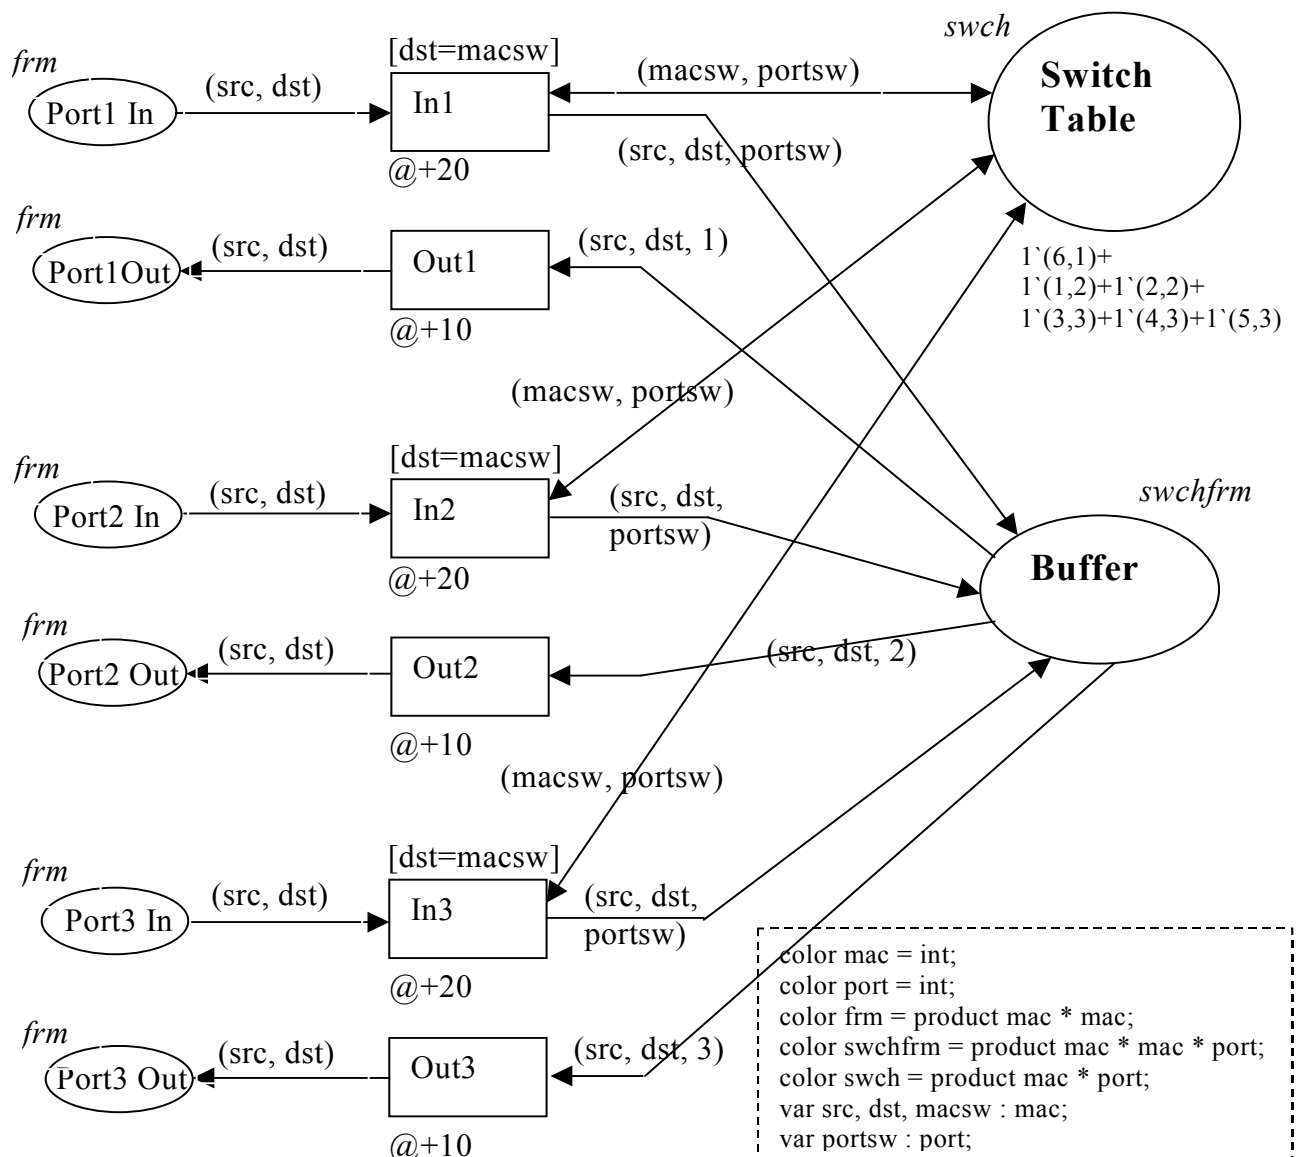 swch
[dst=macsw]
frm
(src, dst)
(macsw, portsw)
Switch
Table
Port1 In
In1
(src, dst, portsw)
@+20
frm
(src, dst)
(src, dst, 1)
Port1Out
Out1
1`(6,1)+
1`(1,2)+1`(2,2)+
1`(3,3)+1`(4,3)+1`(5,3)
@+10
(macsw, portsw)
[dst=macsw]
frm
(src, dst)
(src, dst,
portsw)
swchfrm
Port2 In
In2
@+20
Buffer
frm
(src, dst)
(src, dst, 2)
Port2 Out
Out2
@+10
(macsw, portsw)
[dst=macsw]
frm
(src, dst)
(src, dst,
portsw)
Port3 In
In3
@+20
frm
(src, dst)
(src, dst, 3)
Port3 Out
Out3
@+10
color mac = int;
color port = int;
color frm = product mac * mac;
color swchfrm = product mac * mac * port;
color swch = product mac * port;
var src, dst, macsw : mac;
var portsw : port;